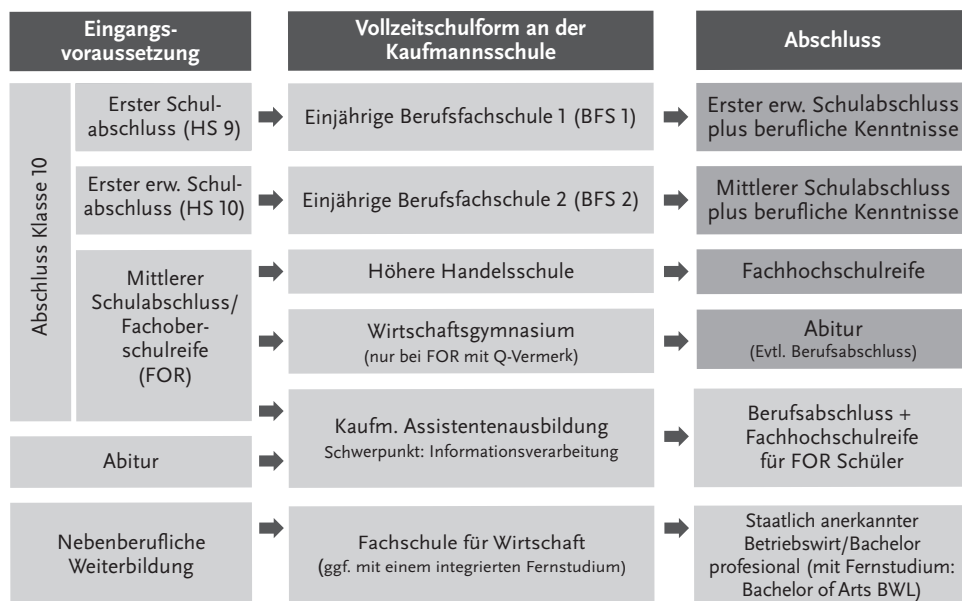 Eingangs-
voraussetzung
Vollzeitschulform an der
Kaufmannsschule
Abschluss
Abschluss Klasse 10
Erster Schul-
abschluss (HS 9)
Einjährige Berufsfachschule 1 (BFS 1)
Erster erw. Schulabschluss
plus berufliche Kenntnisse
Erster erw. Schul-
abschluss (HS 10)
Einjährige Berufsfachschule 2 (BFS 2)
Mittlerer Schulabschluss
plus berufliche Kenntnisse
Mittlerer
Schulabschluss/
Fachober-
schulreife
(FOR)
Höhere Handelsschule
Fachhochschulreife
Wirtschaftsgymnasium
(nur bei FOR mit Q-Vermerk)
Abitur
(Evtl. Berufsabschluss)
Kaufm. Assistentenausbildung
Schwerpunkt: Informationsverarbeitung
Berufsabschluss +
Fachhochschulreife
für FOR Schüler
Abitur
Nebenberufliche
Weiterbildung
Fachschule für Wirtschaft
(ggf. mit einem integrierten Fernstudium)
Staatlich anerkannter
Betriebswirt/Bachelor
profesional (mit Fernstudium:
Bachelor of Arts BWL)